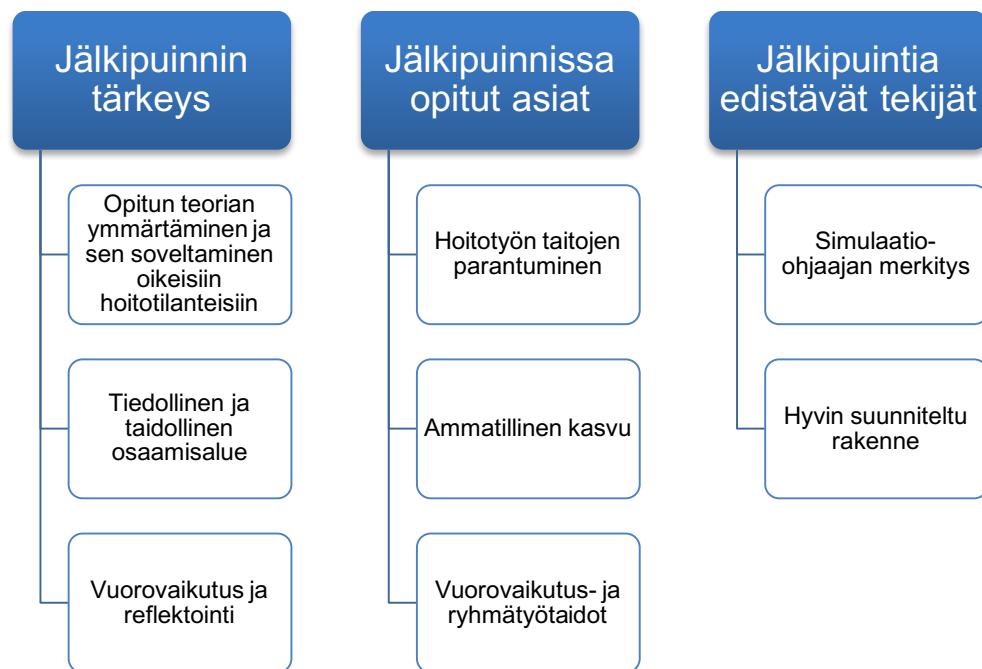 Jälkipuinnin
tärkeys
Opitun teorian
ymmärtäminen ja
sen soveltaminen
oikeisiin
hoitotilanteisiin
Tiedollinen ja
taidollinen
osaamisalue
Vuorovaikutus ja
reflektointi
Jälkipuinnissa
opitut asiat
Hoitotyön taitojen
parantuminen
Ammatillinen kasvu
Vuorovaikutus- ja
ryhmätyötaidot
Jälkipuintia
edistävät tekijät
Simulaatio-
ohjaajan merkitys
Hyvin suunniteltu
rakenne